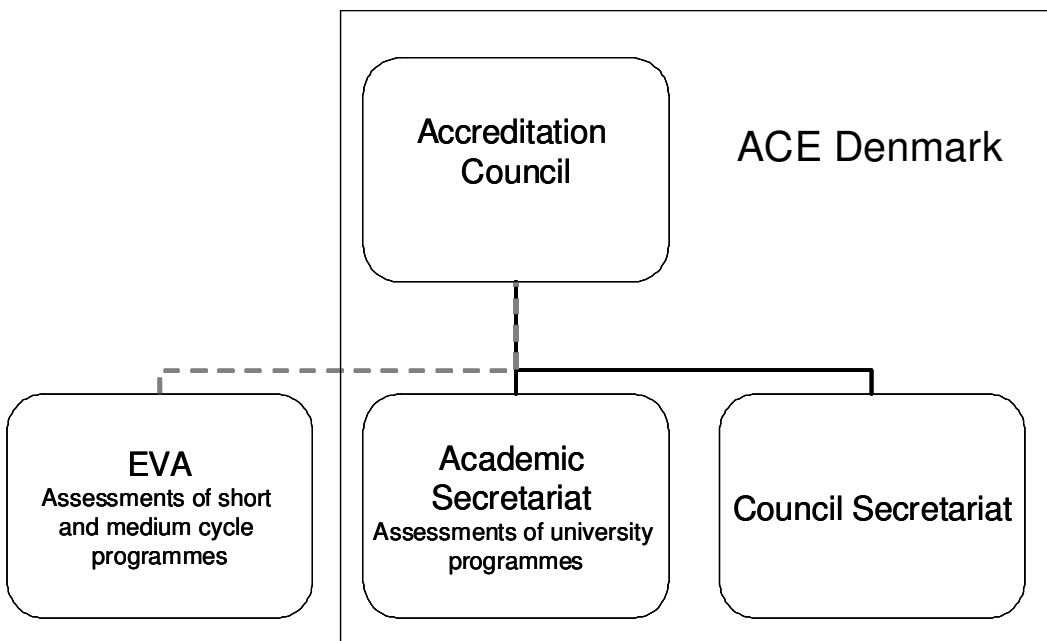 Accreditation
Council
ACE Denmark
EVA
Assessments of short
and medium cycle
programmes
Academic
Secretariat
Assessments of university
programmes
Council Secretariat